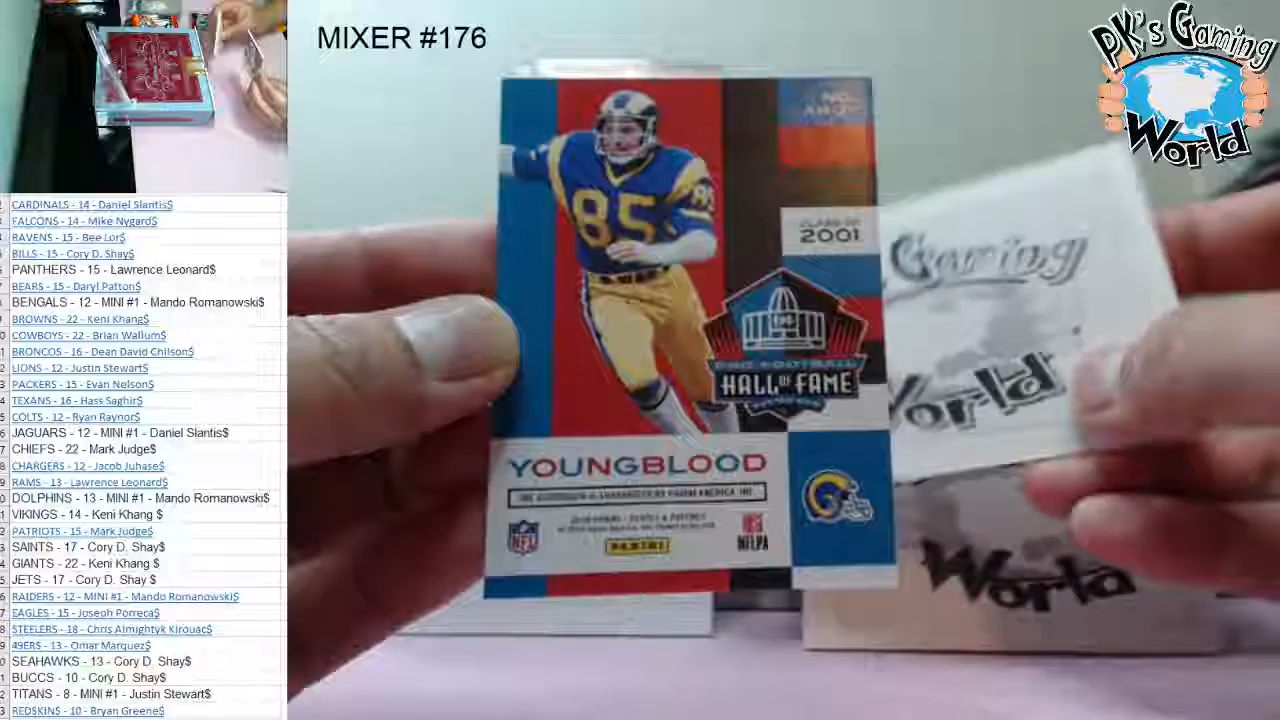 MIXER #176
PK's Gaming
World
CARDINALS - 14 - Daniel Slantis$
FALCONS - 14 - Mike Nygard$
RAVENS - 15 - Bee Lor$
BILLS - 15 - Cory D. Shay$
PANTHERS - 15 - Lawrence Leonard$
BEARS - 15 - Daryl Patton$
BENGALS - 12 - MINI #1 - Mando Romanowski$
BROWNS - 22 - Keni Khang$
COWBOYS - 22 - Brian Wallum$
BRONCOS - 16 - Dean David Chilson$
LIONS - 12 - Justin Stewart$
PACKERS - 15 - Evan Nelson$
TEXANS - 16 - Hass Saghir$
COLTS - 12 - Ryan Raynor$
JAGUARS - 12 - MINI #1 - Daniel Slantis$
CHIEFS - 22 - Mark Judge$
CHARGERS - 12 - Jacob Juhase$
RAMS - 13 - Lawrence Leonard$
DOLPHINS - 13 - MINI #1 - Mando Romanowski$
VIKINGS - 14 - Keni Khang $
PATRIOTS - 15 - Mark Judge$
SAINTS - 17 - Cory D. Shay$
GIANTS - 22 - Keni Khang $
JETS - 17 - Cory D. Shay $
RAIDERS - 12 - MINI #1 - Mando Romanowski$
EAGLES - 15 - Joseph Porreca$
STEELERS - 18 - Chris Almightyk Kirouac$
49ERS - 13 - Omar Marquez$
SEAHAWKS - 13 - Cory D. Shay$
BUCCS - 10 - Cory D. Shay$
TITANS - 8 - MINI #1 - Justin Stewart$
REDSKINS - 10 - Bryan Greene$
85
85
CLASS OF
2001
PRO FOOTBALL
HALL OF FAME
YOUNGBLOOD
NFL
PANINI
NFLPA
Gaming
World
World